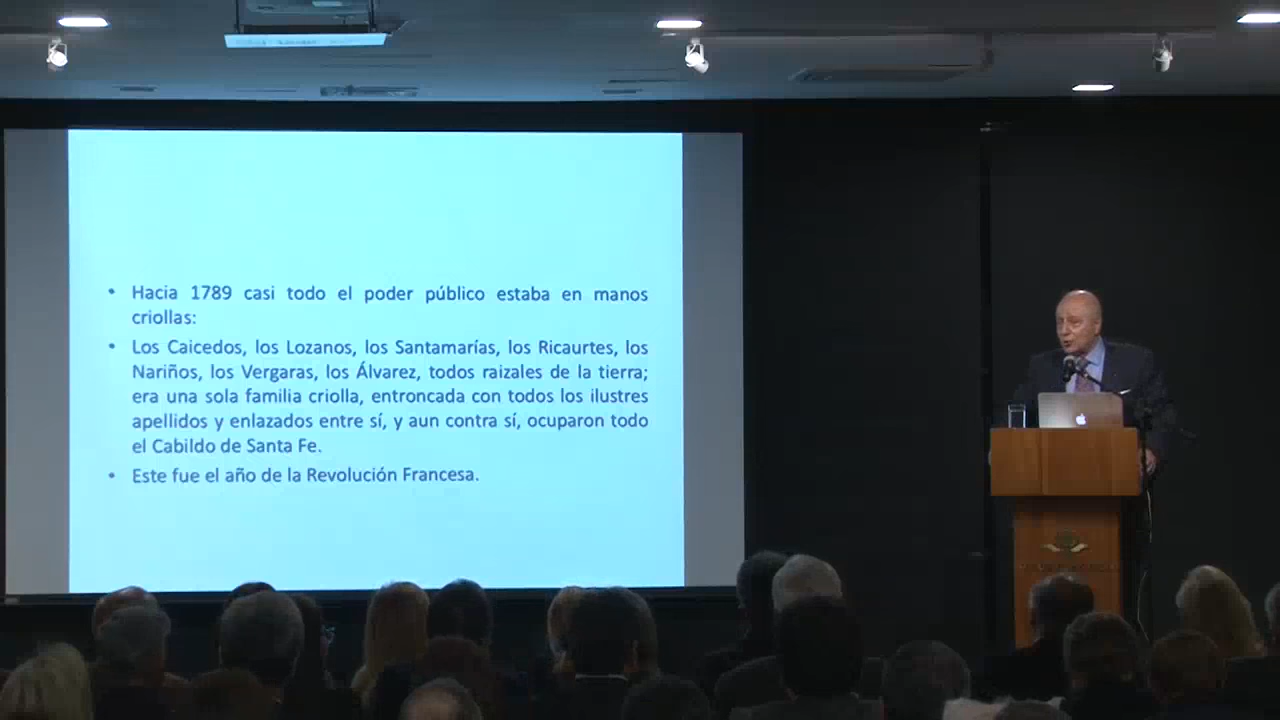 • Hacia 1789 casi todo el poder público estaba en manos
criollas:
• Los Caicedos, los Lozanos, los Santamarías, los Ricaurtes, los
Nariños, los Vergaras, los Álvarez, todos raizales de la tierra;
era una sola familia criolla, entroncada con todos los ilustres
apellidos y enlazados entre sí, y aun contra sí, ocuparon todo
el Cabildo de Santa Fe.
• Este fue el año de la Revolución Francesa.